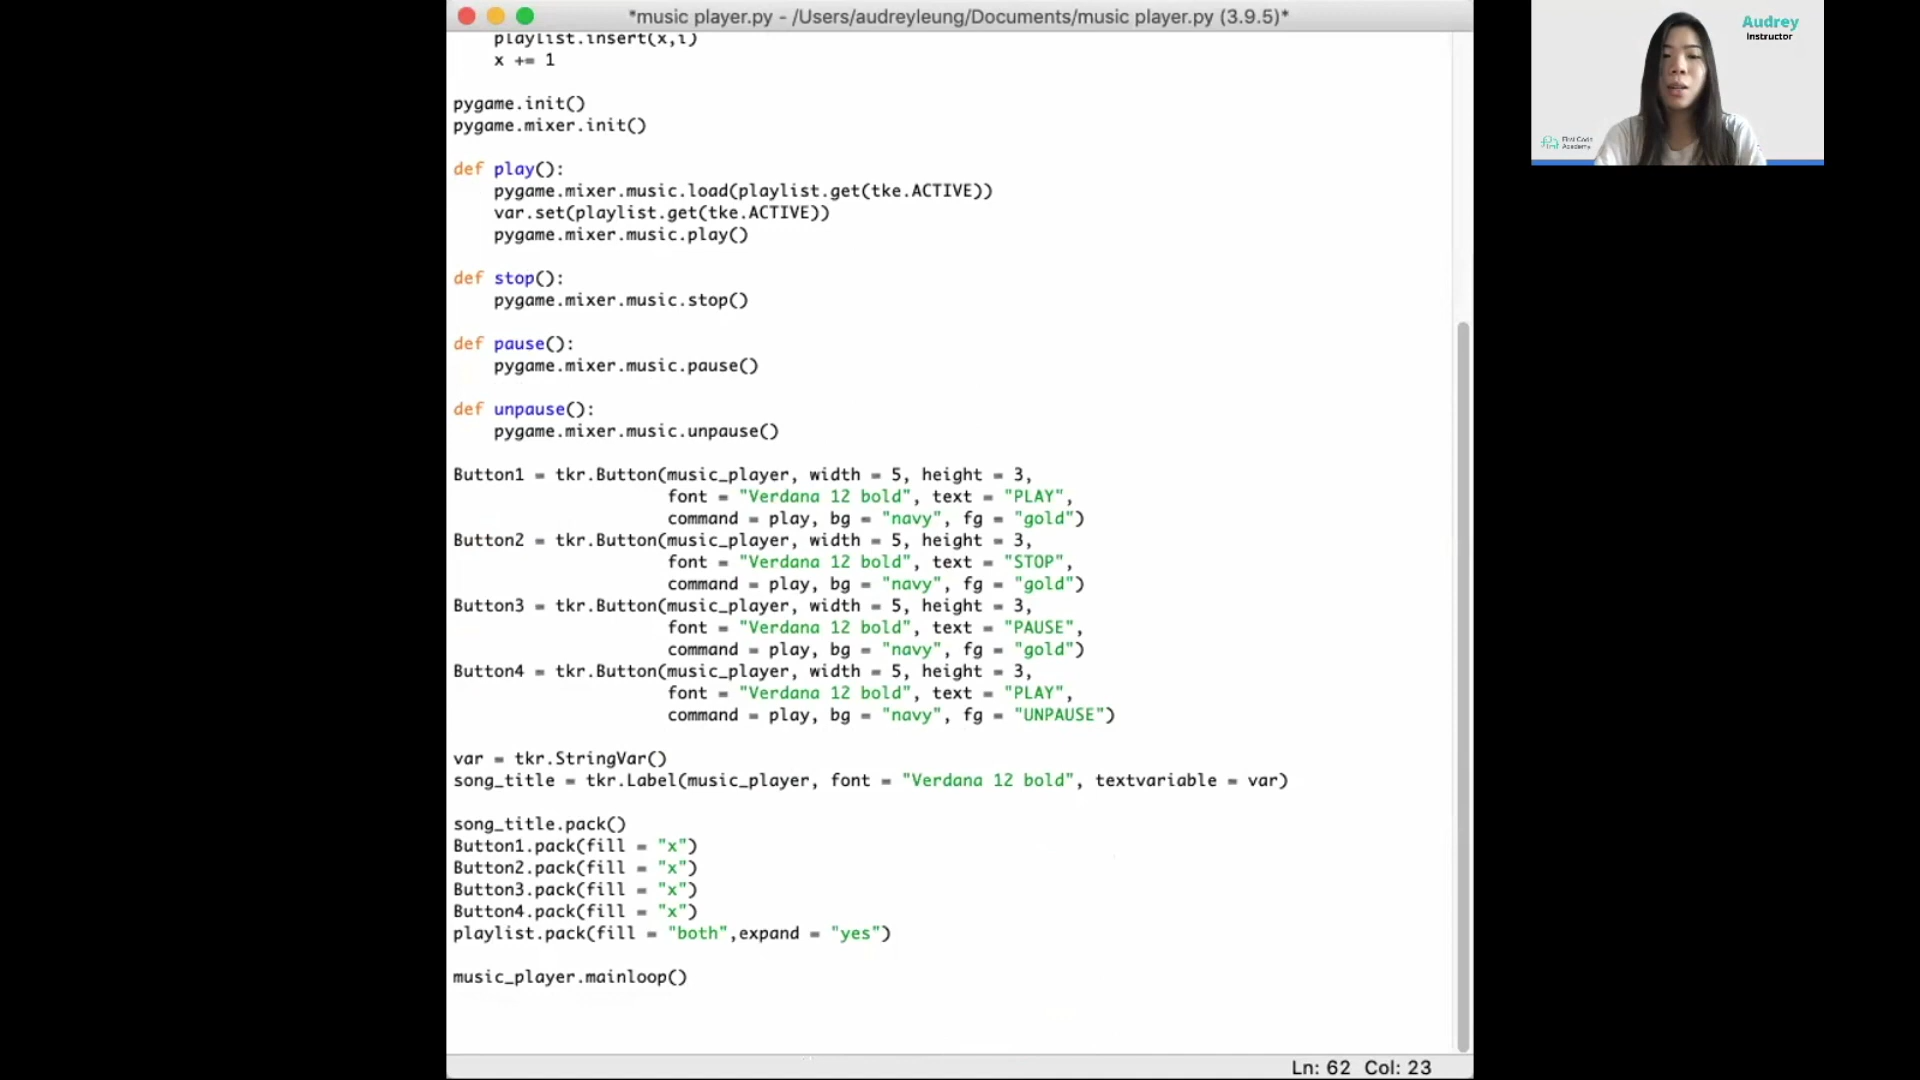 *music player.py - /Users/audreyleung/Documents/music player.py (3.9.5)*
playlist.insert(x,i)
x += 1
pygame.init()
pygame.mixer.init()
def play():
pygame.mixer.music.load(playlist.get(tke.ACTIVE))
var.set(playlist.get(tke.ACTIVE))
pygame.mixer.music.play()
def stop():
pygame.mixer.music.stop()
def pause():
pygame.mixer.music.pause()
def unpause():
pygame.mixer.music.unpause()
Button1 = tkr.Button(music_player, width = 5, height = 3,
font = "Verdana 12 bold", text = "PLAY",
command = play, bg = "navy", fg = "gold")
Button2 = tkr.Button(music_player, width = 5, height = 3,
font = "Verdana 12 bold", text = "STOP",
command = play, bg = "navy", fg = "gold")
Button3 = tkr.Button(music_player, width = 5, height = 3,
font = "Verdana 12 bold", text = "PAUSE",
command = play, bg = "navy", fg = "gold")
Button4 = tkr.Button(music_player, width = 5, height = 3,
font = "Verdana 12 bold", text = "PLAY",
command = play, bg = "navy", fg = "UNPAUSE")
var = tkr.StringVar()
song_title = tkr.Label(music_player, font = "Verdana 12 bold", textvariable = var)
song_title.pack()
Button1.pack(fill = "x")
Button2.pack(fill = "x")
Button3.pack(fill = "x")
Button4.pack(fill = "x")
playlist.pack(fill = "both",expand = "yes")
music_player.mainloop()
Ln: 62 Col: 23
Audrey
Instructor
First Code
Academy